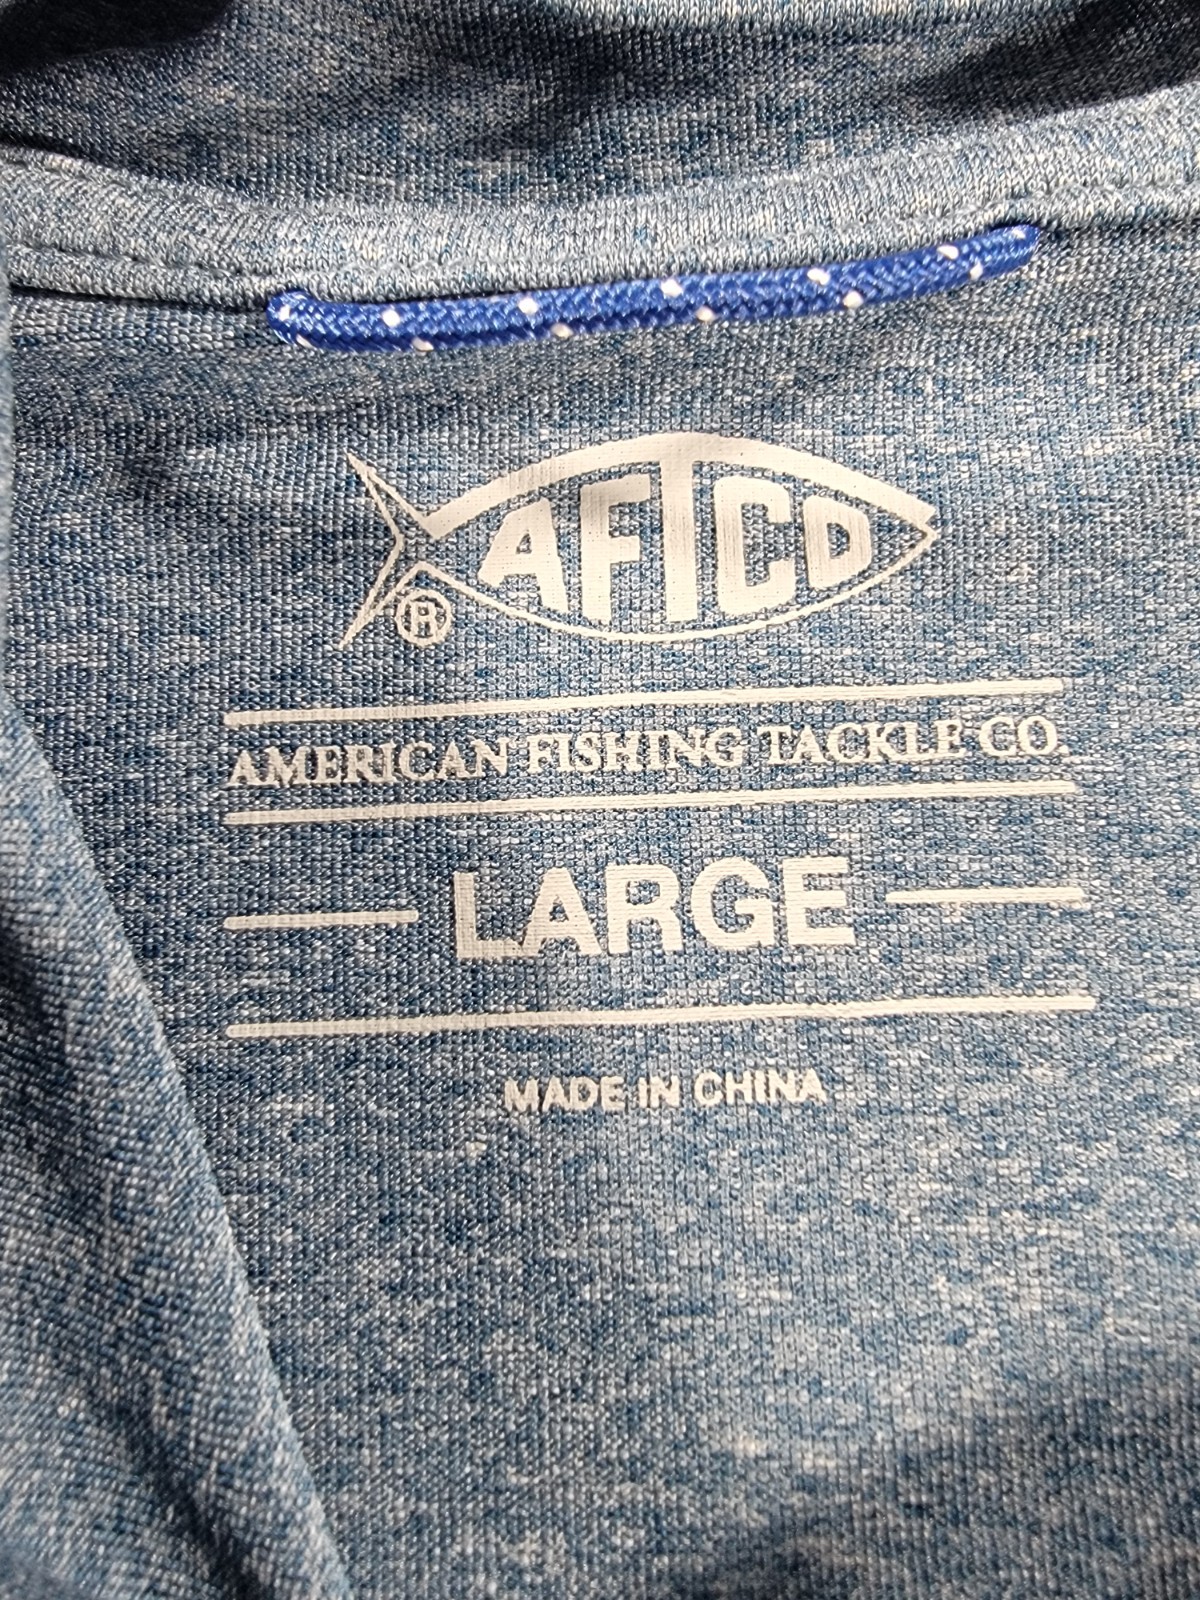 AFTCO
®
AMERICAN FISHING TACKLE CO.
LARGE
MADE IN CHINA